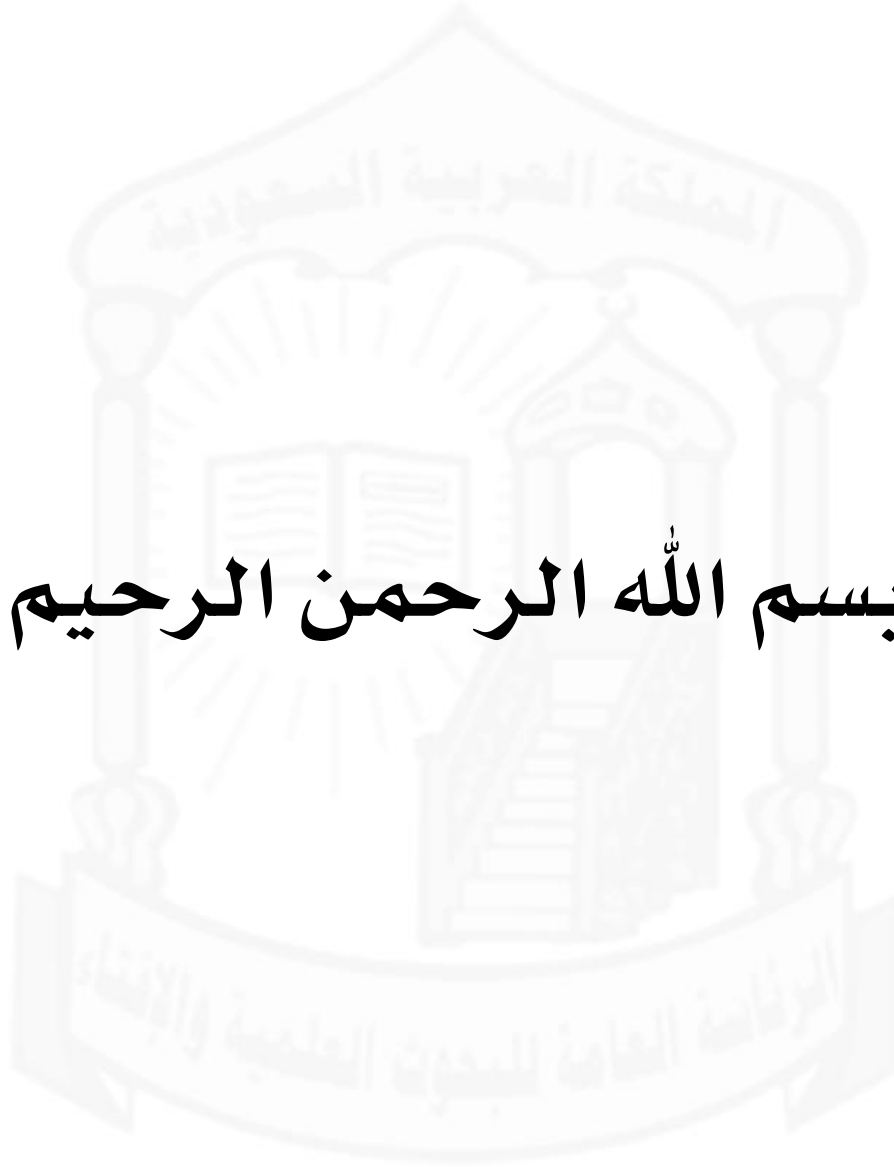 المملكة العربية السعودية
بسم الله الرحمن الرحيم
الرئاسة العامة للبحوث العلمية والإفتاء